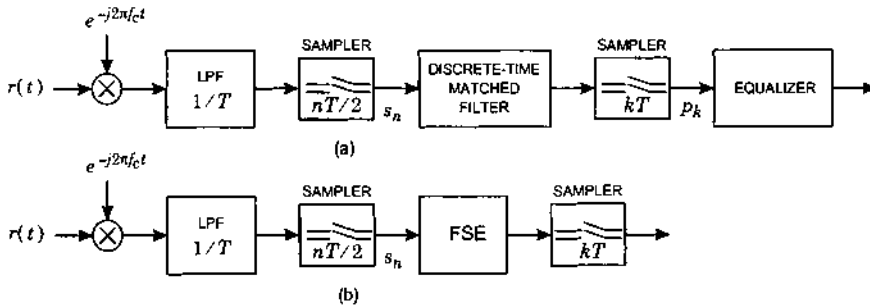 e^{-j2πf_c t}
SAMPLER
SAMPLER
r(t)
LPF
1/T
nT/2
s_n
DISCRETE-TIME
MATCHED
FILTER
kT
p_k
EQUALIZER
(a)
e^{-j2πf_c t}
SAMPLER
SAMPLER
r(t)
LPF
1/T
nT/2
s_n
FSE
kT
(b)